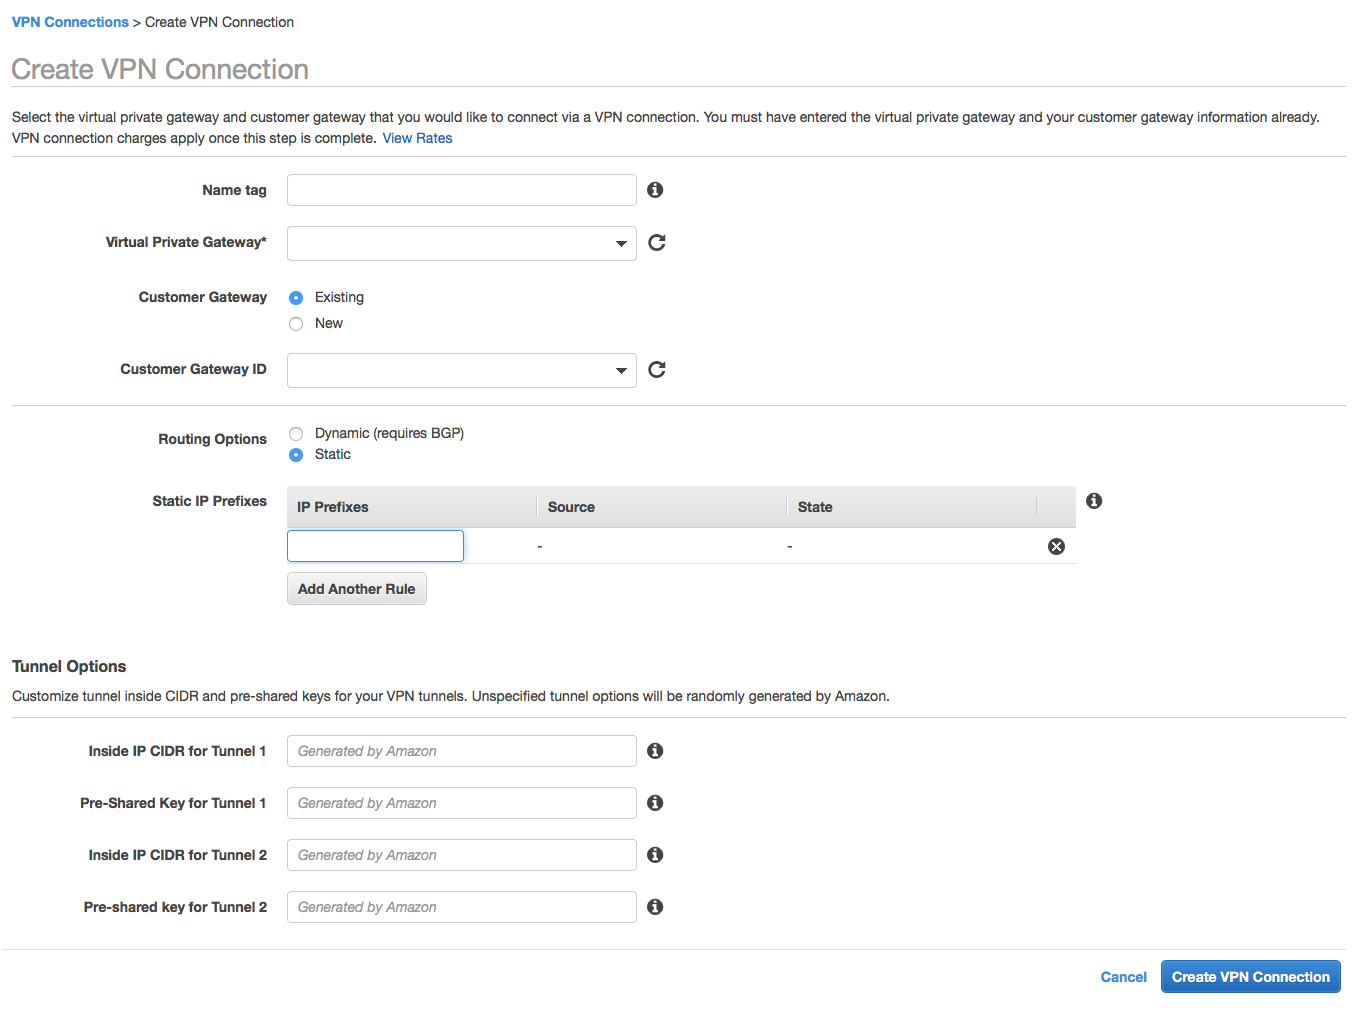 VPN Connections > Create VPN Connection
Create VPN Connection
Select the virtual private gateway and customer gateway that you would like to connect via a VPN connection. You must have entered the virtual private gateway and your customer gateway information already.
VPN connection charges apply once this step is complete. View Rates
Name tag
Virtual Private Gateway*
Customer Gateway Existing
New
Customer Gateway ID
Routing Options Dynamic (requires BGP)
Static
Static IP Prefixes IP Prefixes Source State
- -
Add Another Rule
Tunnel Options
Customize tunnel inside CIDR and pre-shared keys for your VPN tunnels. Unspecified tunnel options will be randomly generated by Amazon.
Inside IP CIDR for Tunnel 1 Generated by Amazon
Pre-Shared Key for Tunnel 1 Generated by Amazon
Inside IP CIDR for Tunnel 2 Generated by Amazon
Pre-shared key for Tunnel 2 Generated by Amazon
Cancel Create VPN Connection